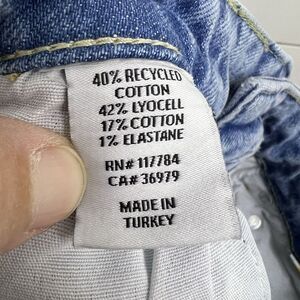 40% RECYCLED
COTTON
42% LYOCELL
17% COTTON
1% ELASTANE
RN# 117784
CA# 36979
MADE IN
TURKEY